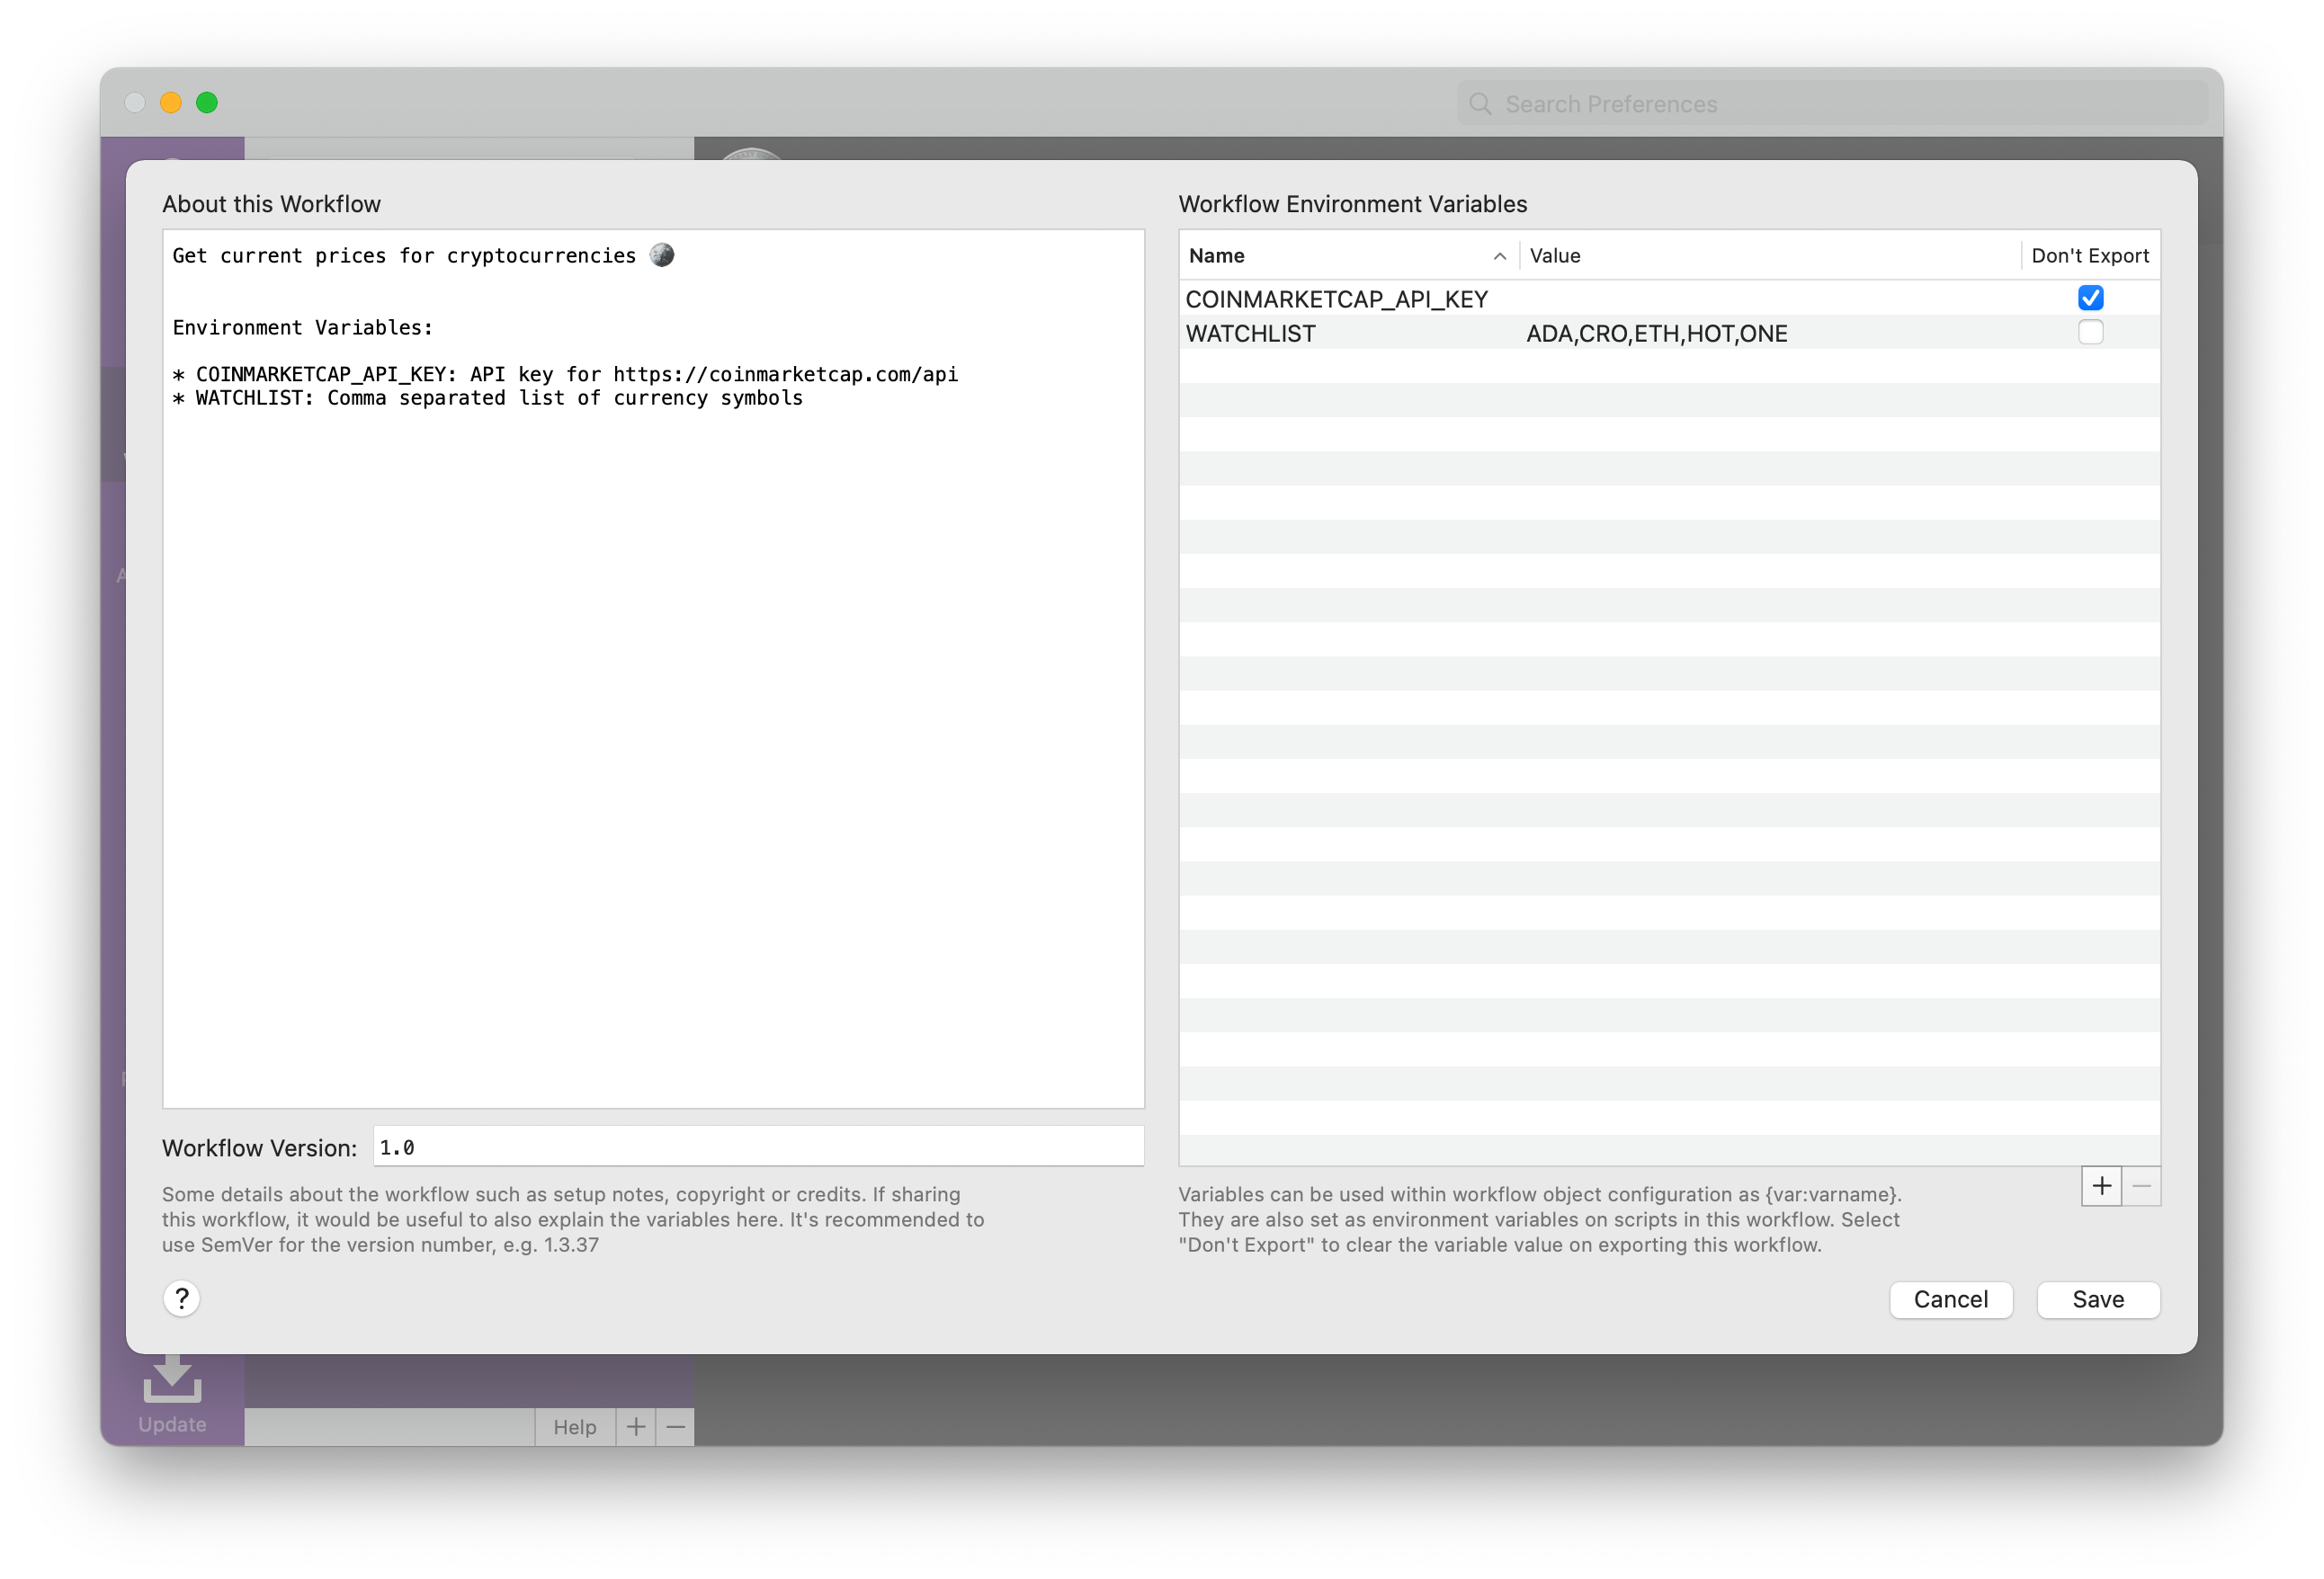 Search Preferences
About this Workflow
Get current prices for cryptocurrencies
Environment Variables:
* COINMARKETCAP_API_KEY: API key for https://coinmarketcap.com/api
* WATCHLIST: Comma separated list of currency symbols
Workflow Version:
1.0
Some details about the workflow such as setup notes, copyright or credits. If sharing
this workflow, it would be useful to also explain the variables here. It's recommended to
use SemVer for the version number, e.g. 1.3.37
?
Workflow Environment Variables
Name Value Don't Export
COINMARKETCAP_API_KEY
WATCHLIST ADA,CRO,ETH,HOT,ONE
Variables can be used within workflow object configuration as {var:varname}.
They are also set as environment variables on scripts in this workflow. Select
"Don't Export" to clear the variable value on exporting this workflow.
Cancel Save
Update
Help